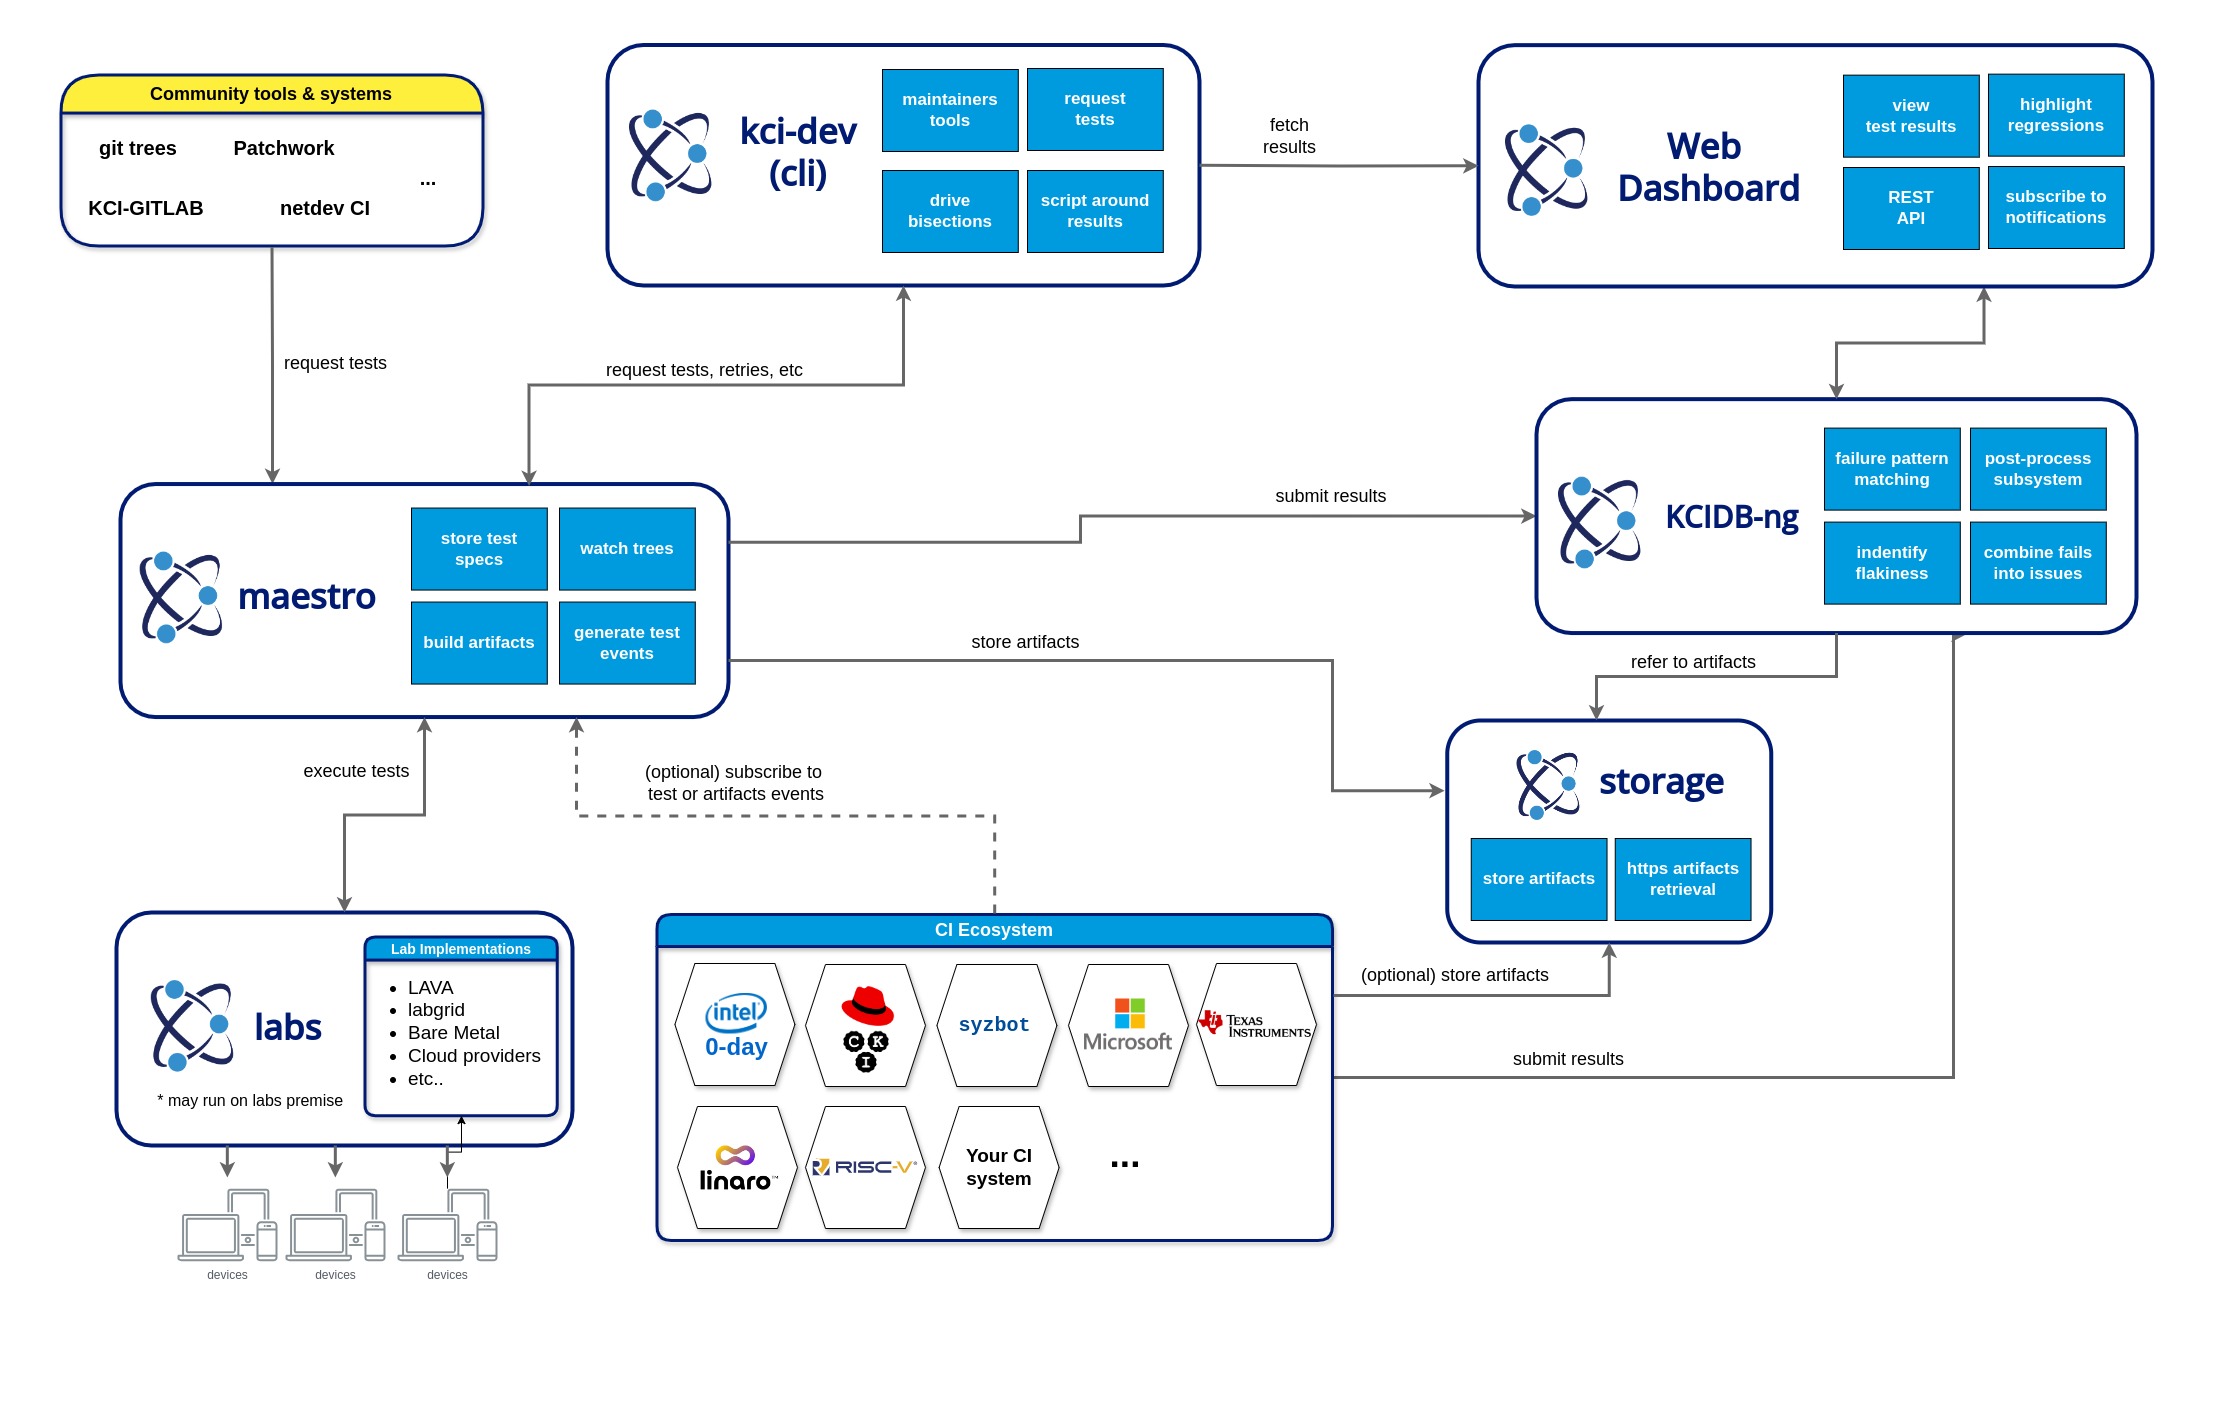 Community tools & systems
git trees
Patchwork
...
KCI-GITLAB
netdev CI
kci-dev
(cli)
maintainers
tools
request
tests
drive
bisections
script around
results
fetch
results
Web
Dashboard
view
test results
highlight
regressions
REST
API
subscribe to
notifications
request tests
request tests, retries, etc
maestro
store test
specs
watch trees
build artifacts
generate test
events
submit results
KCIDB-ng
failure pattern
matching
post-process
subsystem
indentify
flakiness
combine fails
into issues
store artifacts
refer to artifacts
execute tests
(optional) subscribe to
test or artifacts events
storage
store artifacts
https artifacts
retrieval
labs
* may run on labs premise
Lab Implementations
LAVA
labgrid
Bare Metal
Cloud providers
etc..
devices
devices
devices
CI Ecosystem
intel
0-day
C K
I
syzbot
Microsoft
TEXAS
INSTRUMENTS
linaro™
RISC-V®
Your CI
system
...
(optional) store artifacts
submit results